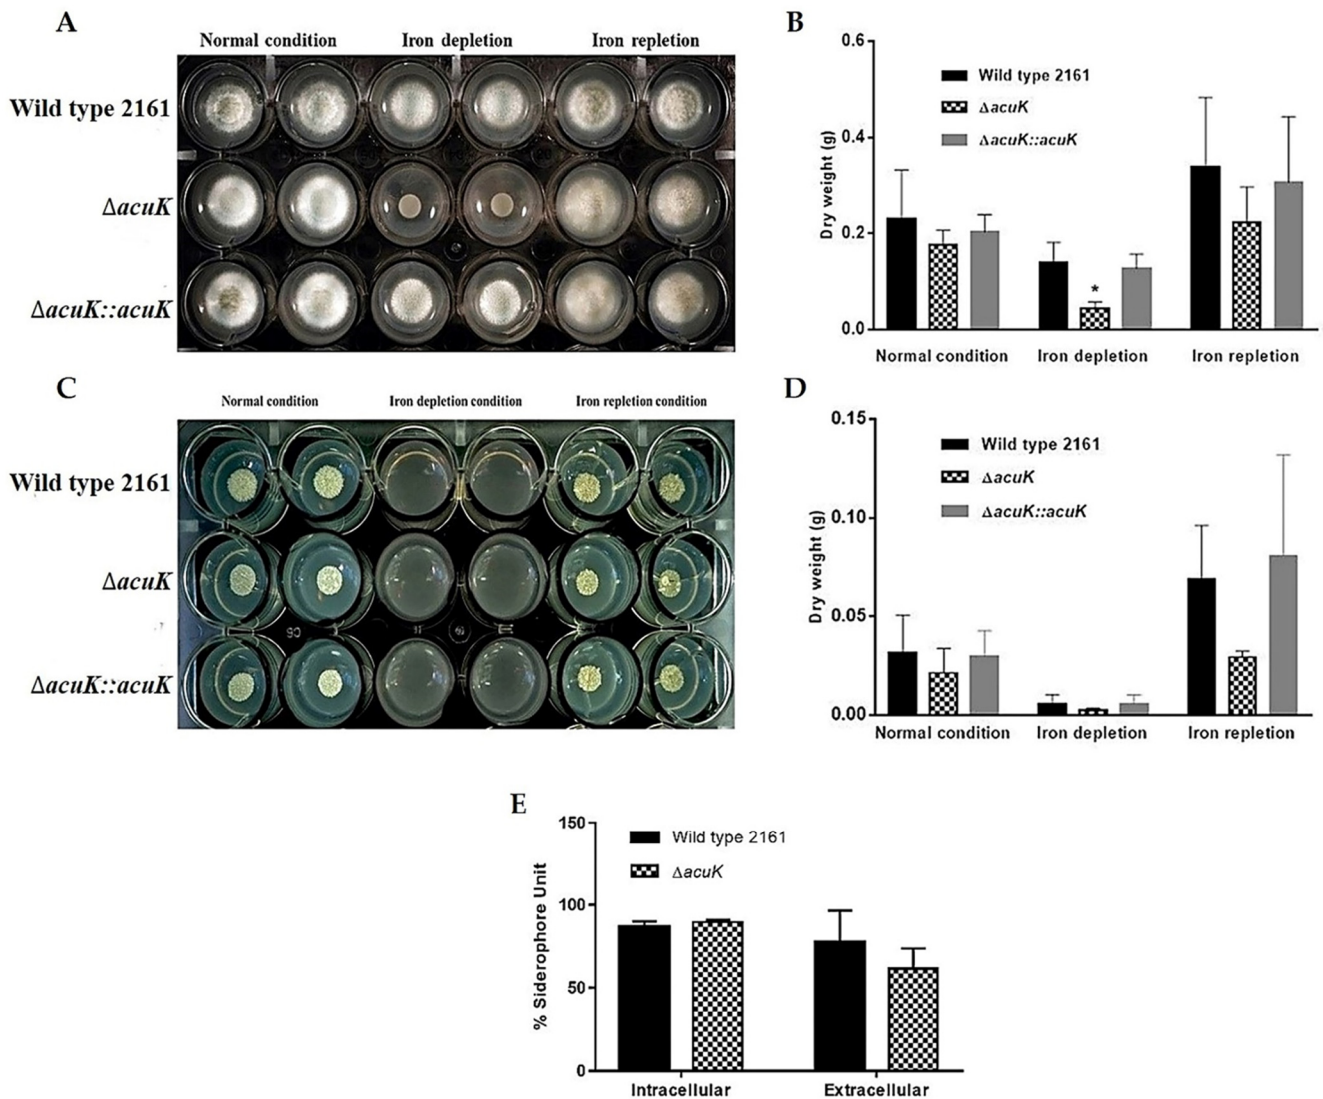 A
Normal condition Iron depletion Iron repletion
Wild type 2161
ΔacuK
ΔacuK::acuK
B
0.6
0.4
0.2
0.0
Dry weight (g)
Wild type 2161
ΔacuK
ΔacuK::acuK
*
Normal condition Iron depletion Iron repletion
C
Normal condition Iron depletion condition Iron repletion condition
Wild type 2161
ΔacuK
ΔacuK::acuK
D
0.15
0.10
0.05
0.00
Dry weight (g)
Wild type 2161
ΔacuK
ΔacuK::acuK
Normal condition Iron depletion Iron repletion
E
150
100
50
0
% Siderophore Unit
Wild type 2161
ΔacuK
Intracellular Extracellular